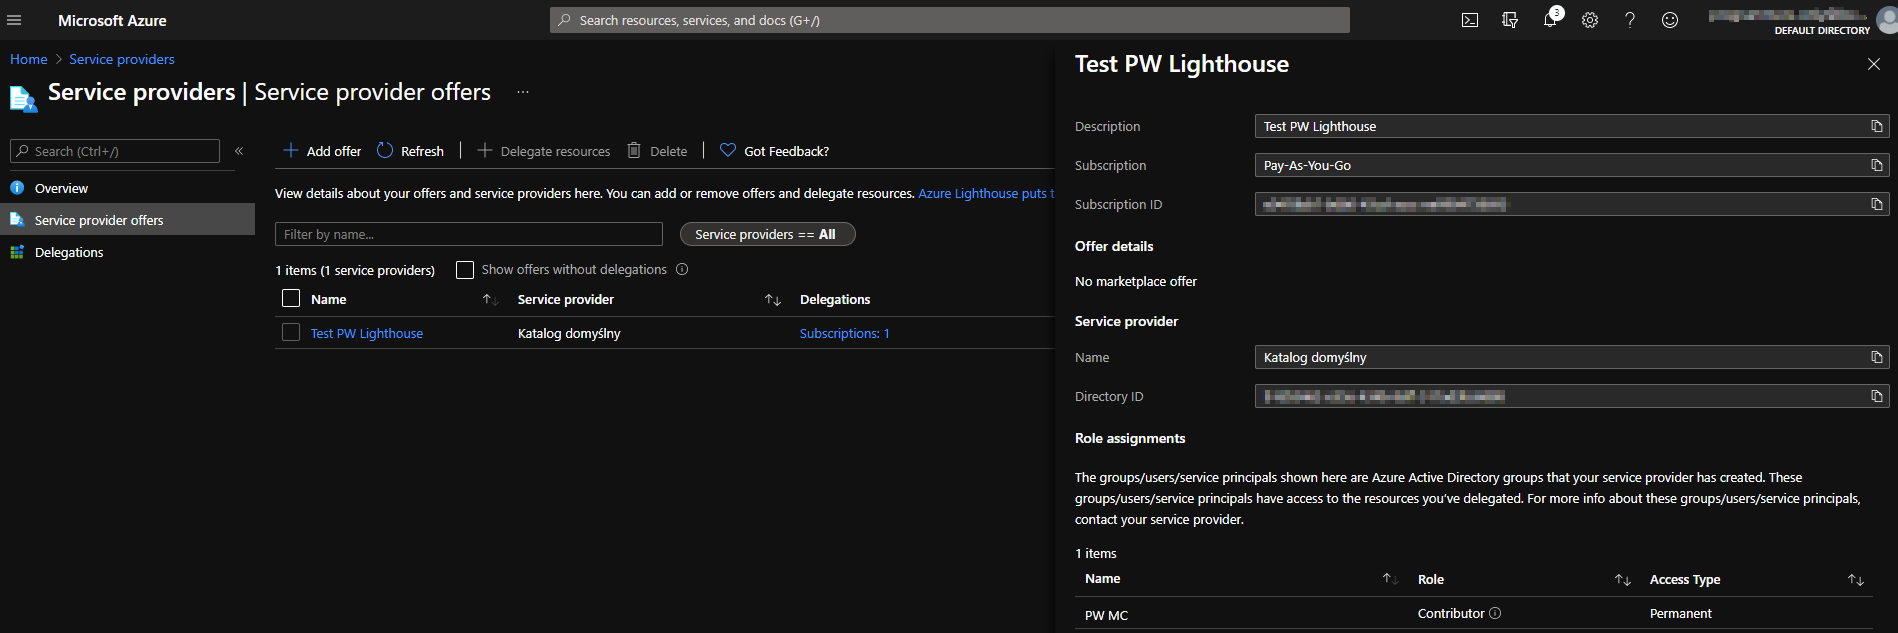 Microsoft Azure
Search resources, services, and docs (G+/)
3
DEFAULT DIRECTORY
Home > Service providers
Service providers | Service provider offers ...
Search (Ctrl+/) «
Overview
Service provider offers
Delegations
+ Add offer Refresh | + Delegate resources Delete | Got Feedback?
View details about your offers and service providers here. You can add or remove offers and delegate resources. Azure Lighthouse puts t
Filter by name...
Service providers == All
1 items (1 service providers) Show offers without delegations
Name Service provider Delegations
Test PW Lighthouse Katalog domyślny Subscriptions: 1
Test PW Lighthouse
Description Test PW Lighthouse
Subscription Pay-As-You-Go
Subscription ID
Offer details
No marketplace offer
Service provider
Name Katalog domyślny
Directory ID
Role assignments
The groups/users/service principals shown here are Azure Active Directory groups that your service provider has created. These
groups/users/service principals have access to the resources you've delegated. For more info about these groups/users/service principals,
contact your service provider.
1 items
Name Role Access Type
PW MC Contributor Permanent